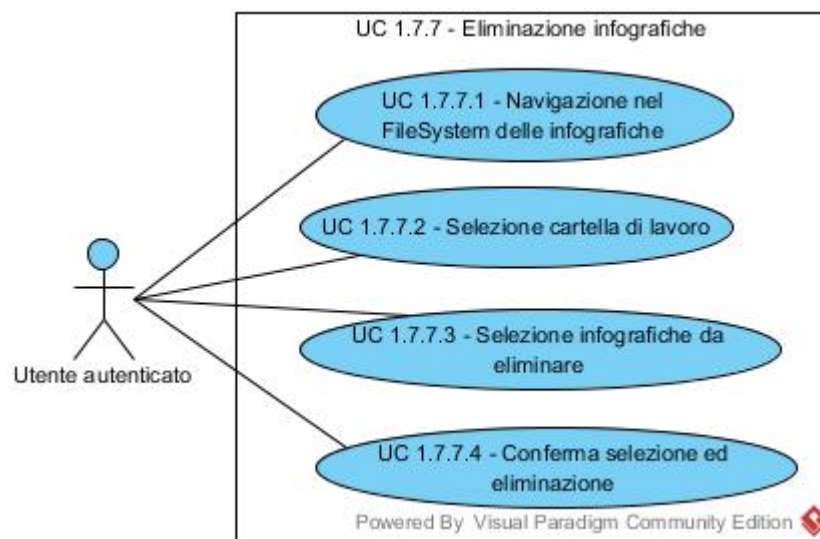 UC 1.7.7 - Eliminazione infografiche
UC 1.7.7.1 - Navigazione nel
FileSystem delle infografiche
UC 1.7.7.2 - Selezione cartella di lavoro
UC 1.7.7.3 - Selezione infografiche da
eliminare
Utente autenticato
UC 1.7.7.4 - Conferma selezione ed
eliminazione
Powered By Visual Paradigm Community Edition